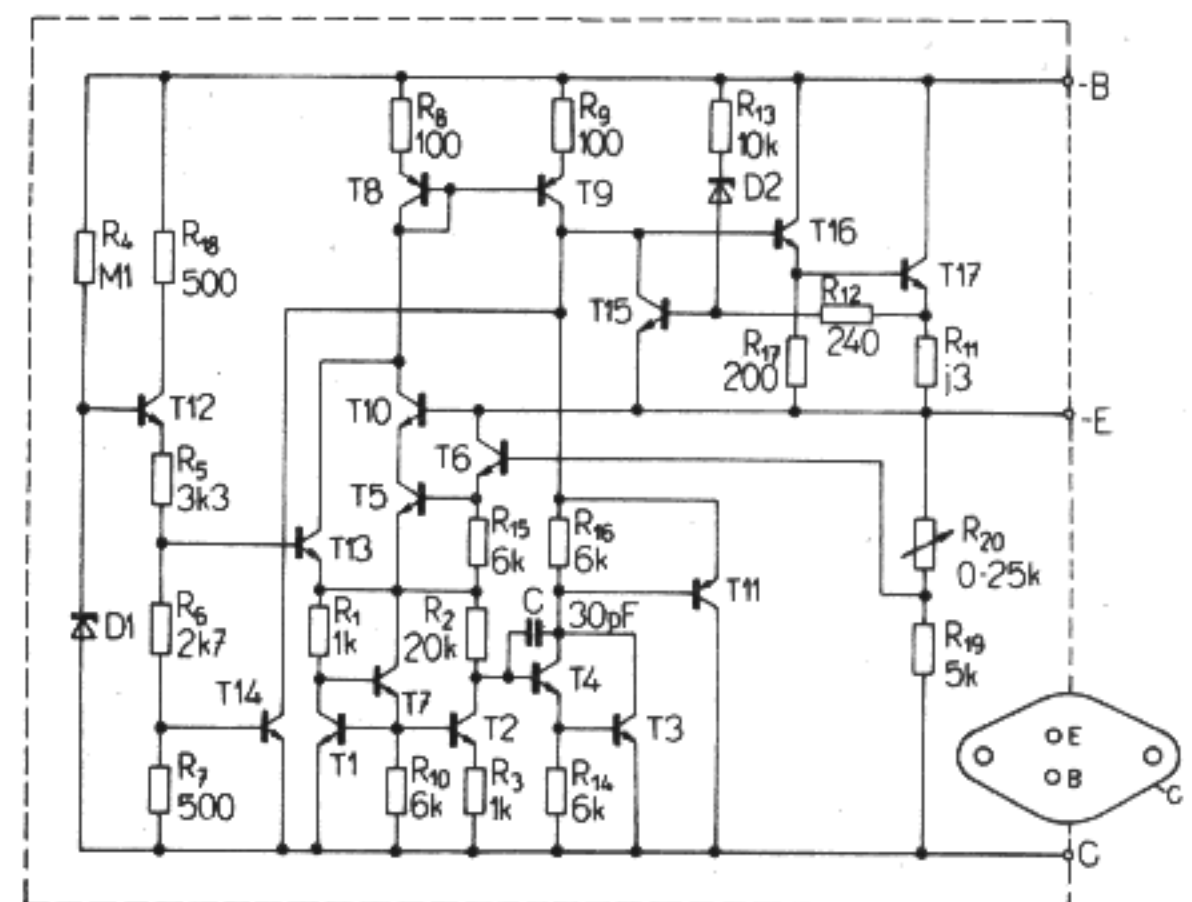 -B
R8
100
R9
100
R13
10k
T8
T9
D2
R4
M1
R18
500
T16
T15
R12
240
T17
R17
200
R11
j3
T12
T10
-E
R5
3k3
T6
T5
T13
R15
6k
R16
6k
R20
0-25k
R6
2k7
D1
R1
1k
R2
20k
C
30pF
T11
R19
5k
T14
T7
T4
T1
T2
T3
R7
500
R10
6k
R3
1k
R14
6k
E
B
C
C